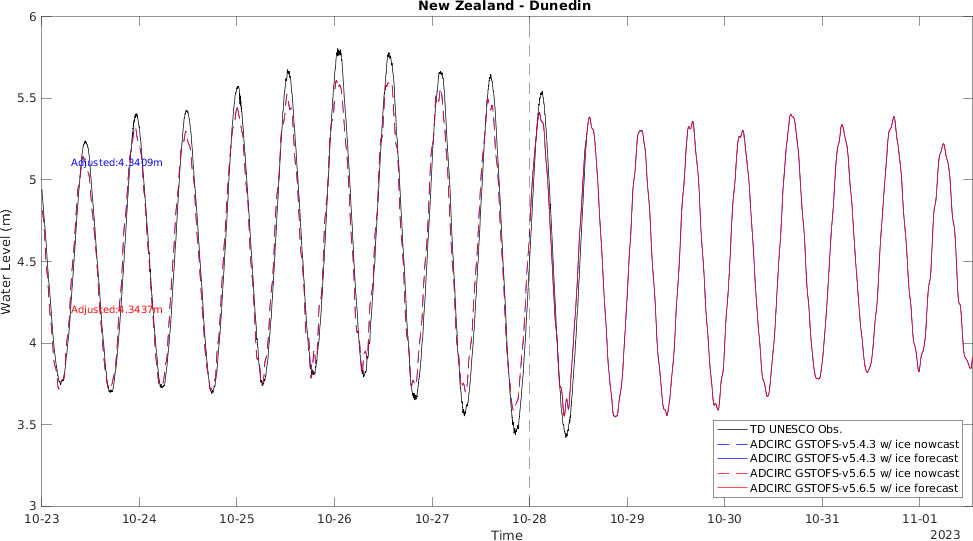 New Zealand - Dunedin
6
5.5
5
4.5
4
3.5
3
Water Level (m)
Adjusted:4.3409m
Adjusted:4.3437m
TD UNESCO Obs.
ADCIRC GSTOFS-v5.4.3 w/ ice nowcast
ADCIRC GSTOFS-v5.4.3 w/ ice forecast
ADCIRC GSTOFS-v5.6.5 w/ ice nowcast
ADCIRC GSTOFS-v5.6.5 w/ ice forecast
10-23 10-24 10-25 10-26 10-27 10-28 10-29 10-30 10-31 11-01
Time
2023